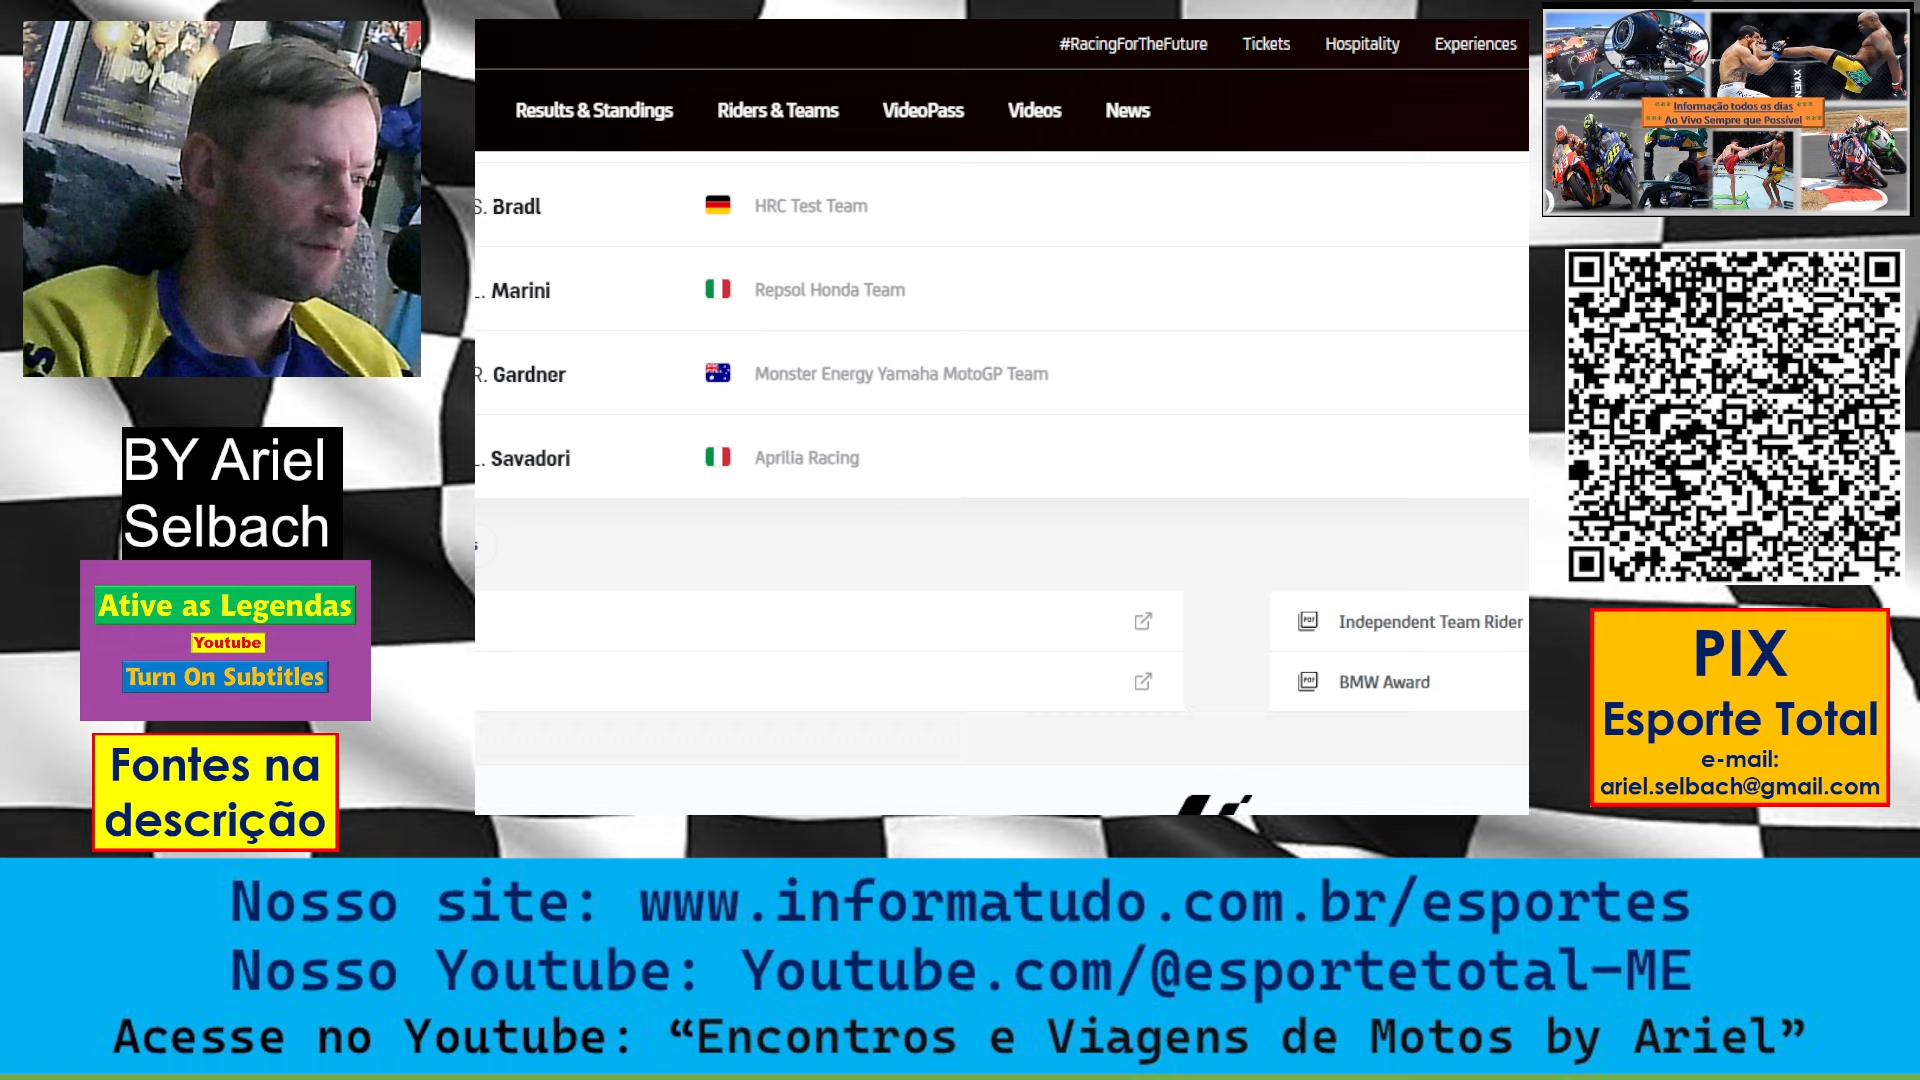 #RacingForTheFuture Tickets Hospitality Experiences
Results & Standings Riders & Teams VideoPass Videos News
S. Bradl HRC Test Team
L. Marini Repsol Honda Team
R. Gardner Monster Energy Yamaha MotoGP Team
L. Savadori Aprilia Racing
Independent Team Rider
BMW Award
PDF
PDF
*** Informação todos os dias ***
*** Ao Vivo Sempre que Possível ***
BY Ariel
Selbach
Ative as Legendas
Youtube
Turn On Subtitles
Fontes na
descrição
PIX
Esporte Total
e-mail:
ariel.selbach@gmail.com
Nosso site: www.informatudo.com.br/esportes
Nosso Youtube: Youtube.com/@esportetotal-ME
Acesse no Youtube: “Encontros e Viagens de Motos by Ariel”